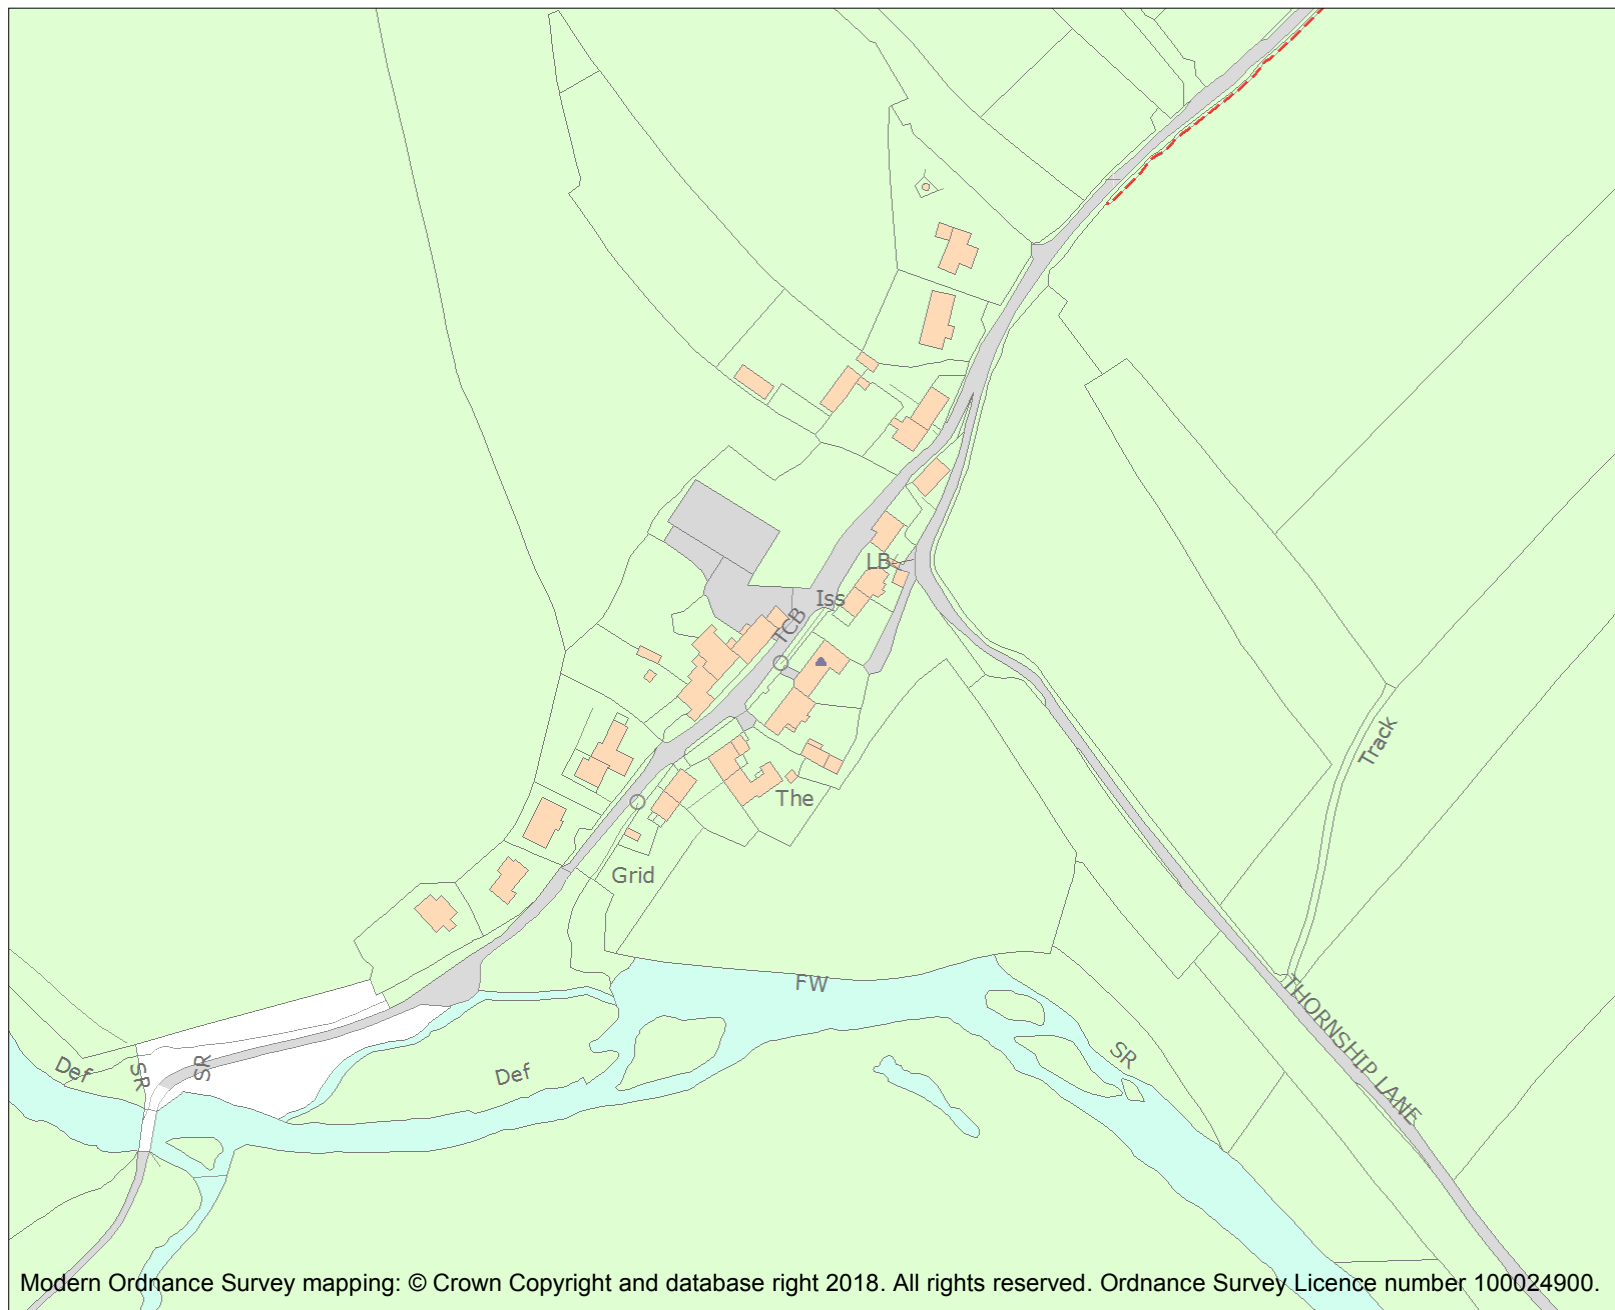 LB
Iss
TCB
Track
The
Grid
FW
THORNSHIP LANE
SR
Def
SR
SR
Def
Modern Ordnance Survey mapping: © Crown Copyright and database right 2018. All rights reserved. Ordnance Survey Licence number 100024900.